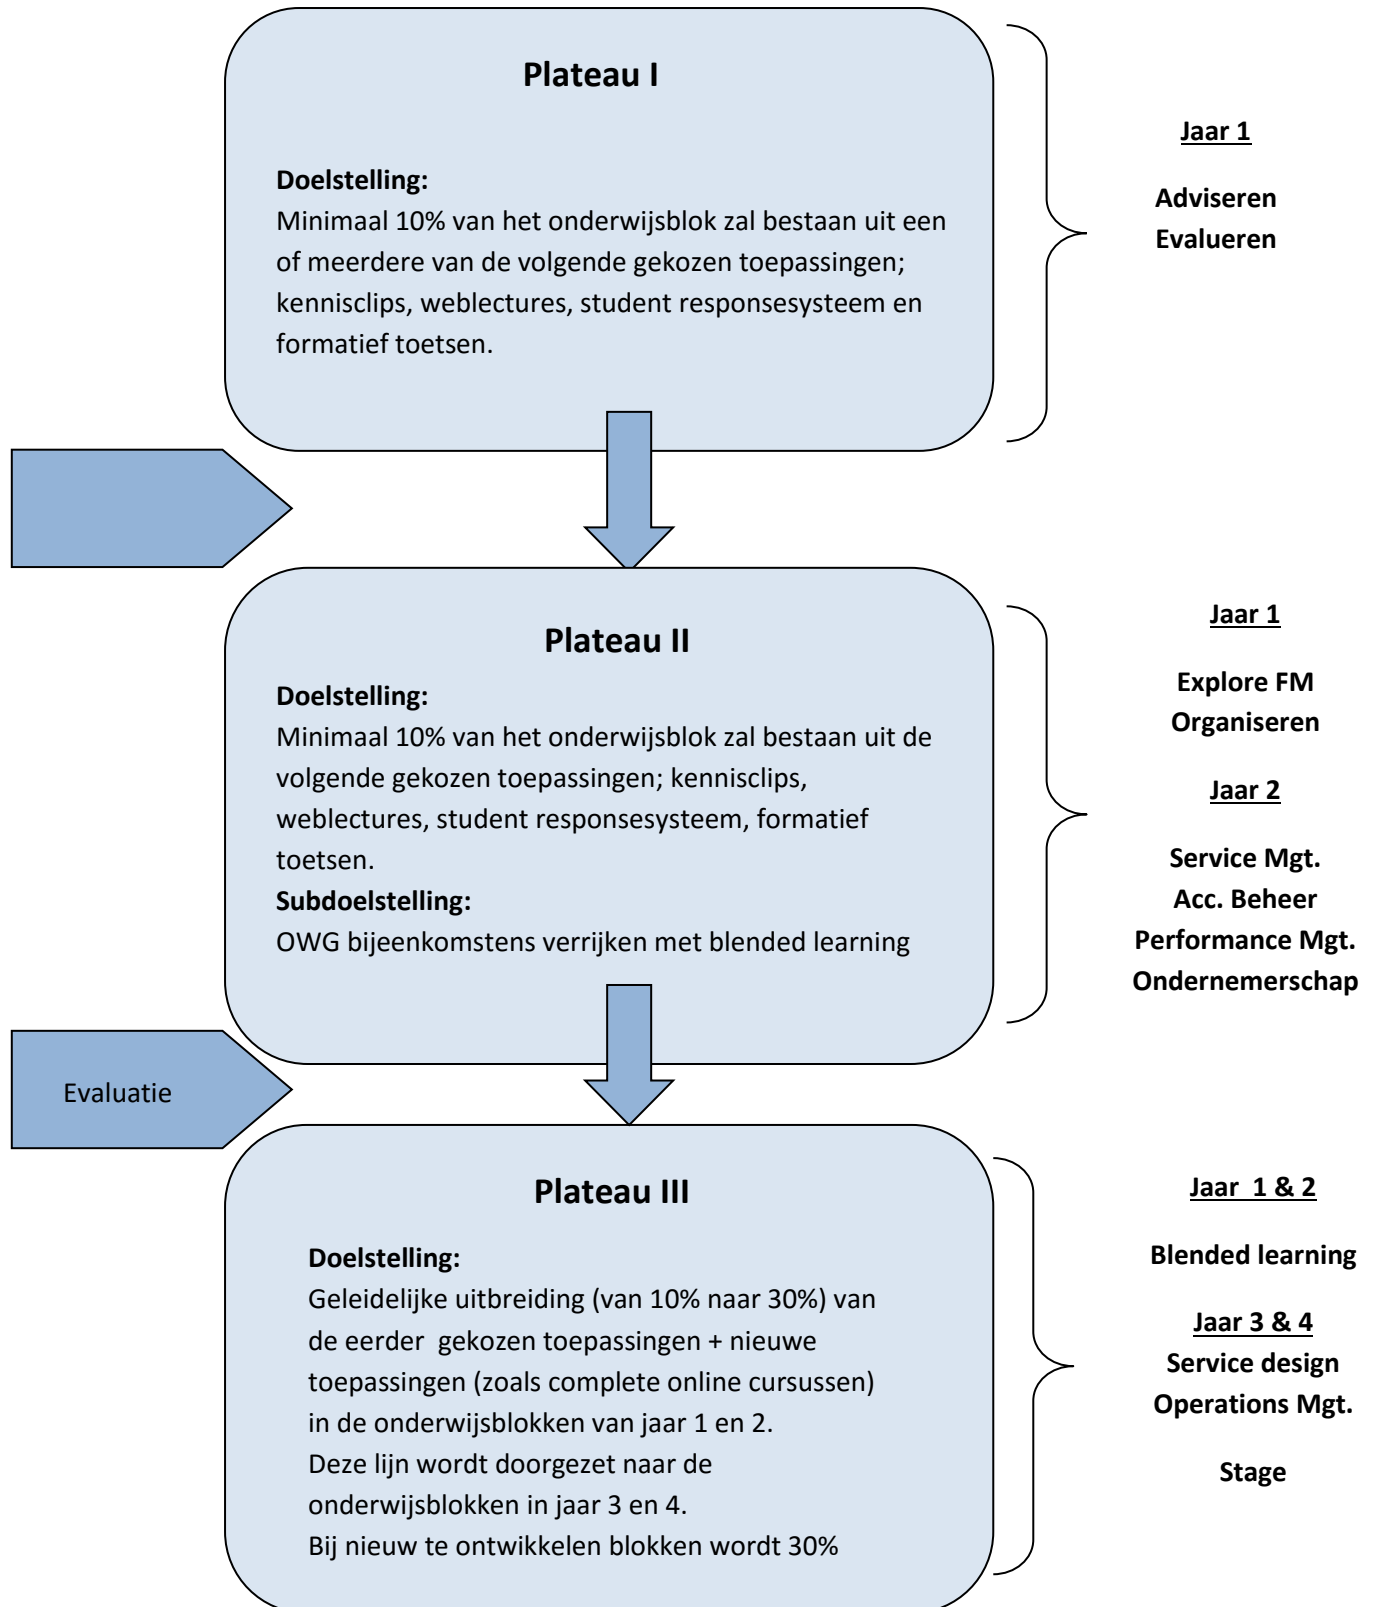 Plateau I
Doelstelling:
Minimaal 10% van het onderwijsblok zal bestaan uit een
of meerdere van de volgende gekozen toepassingen;
kennisclips, weblectures, student responsesysteem en
formatief toetsen.
Jaar 1
Adviseren
Evalueren
Plateau II
Doelstelling:
Minimaal 10% van het onderwijsblok zal bestaan uit de
volgende gekozen toepassingen; kennisclips,
weblectures, student responsesysteem, formatief
toetsen.
Subdoelstelling:
OWG bijeenkomstens verrijken met blended learning
Jaar 1
Explore FM
Organiseren
Jaar 2
Service Mgt.
Acc. Beheer
Performance Mgt.
Ondernemerschap
Evaluatie
Plateau III
Doelstelling:
Geleidelijke uitbreiding (van 10% naar 30%) van
de eerder  gekozen toepassingen + nieuwe
toepassingen (zoals complete online cursussen)
in de onderwijsblokken van jaar 1 en 2.
Deze lijn wordt doorgezet naar de
onderwijsblokken in jaar 3 en 4.
Bij nieuw te ontwikkelen blokken wordt 30%
Jaar  1 & 2
Blended learning
Jaar 3 & 4
Service design
Operations Mgt.
Stage